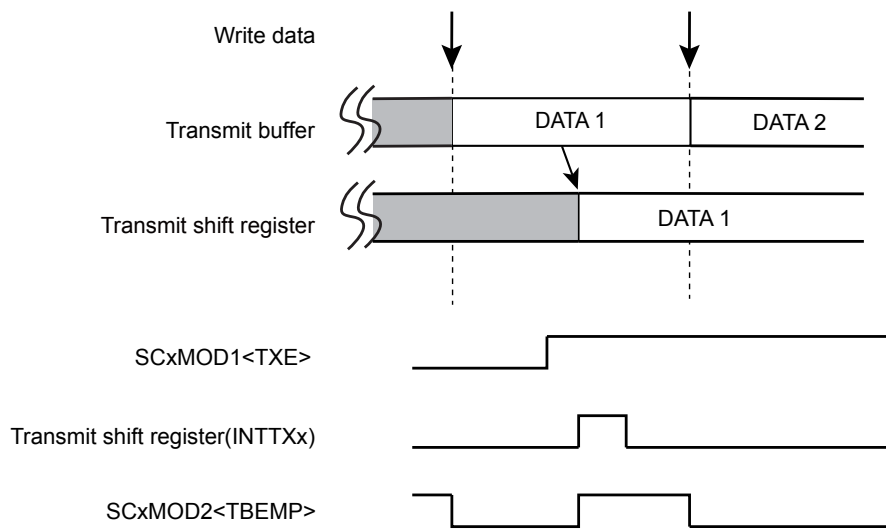 Write data
Transmit buffer
DATA 1
DATA 2
Transmit shift register
DATA 1
SCxMOD1<TXE>
Transmit shift register(INTTXx)
SCxMOD2<TBEMP>